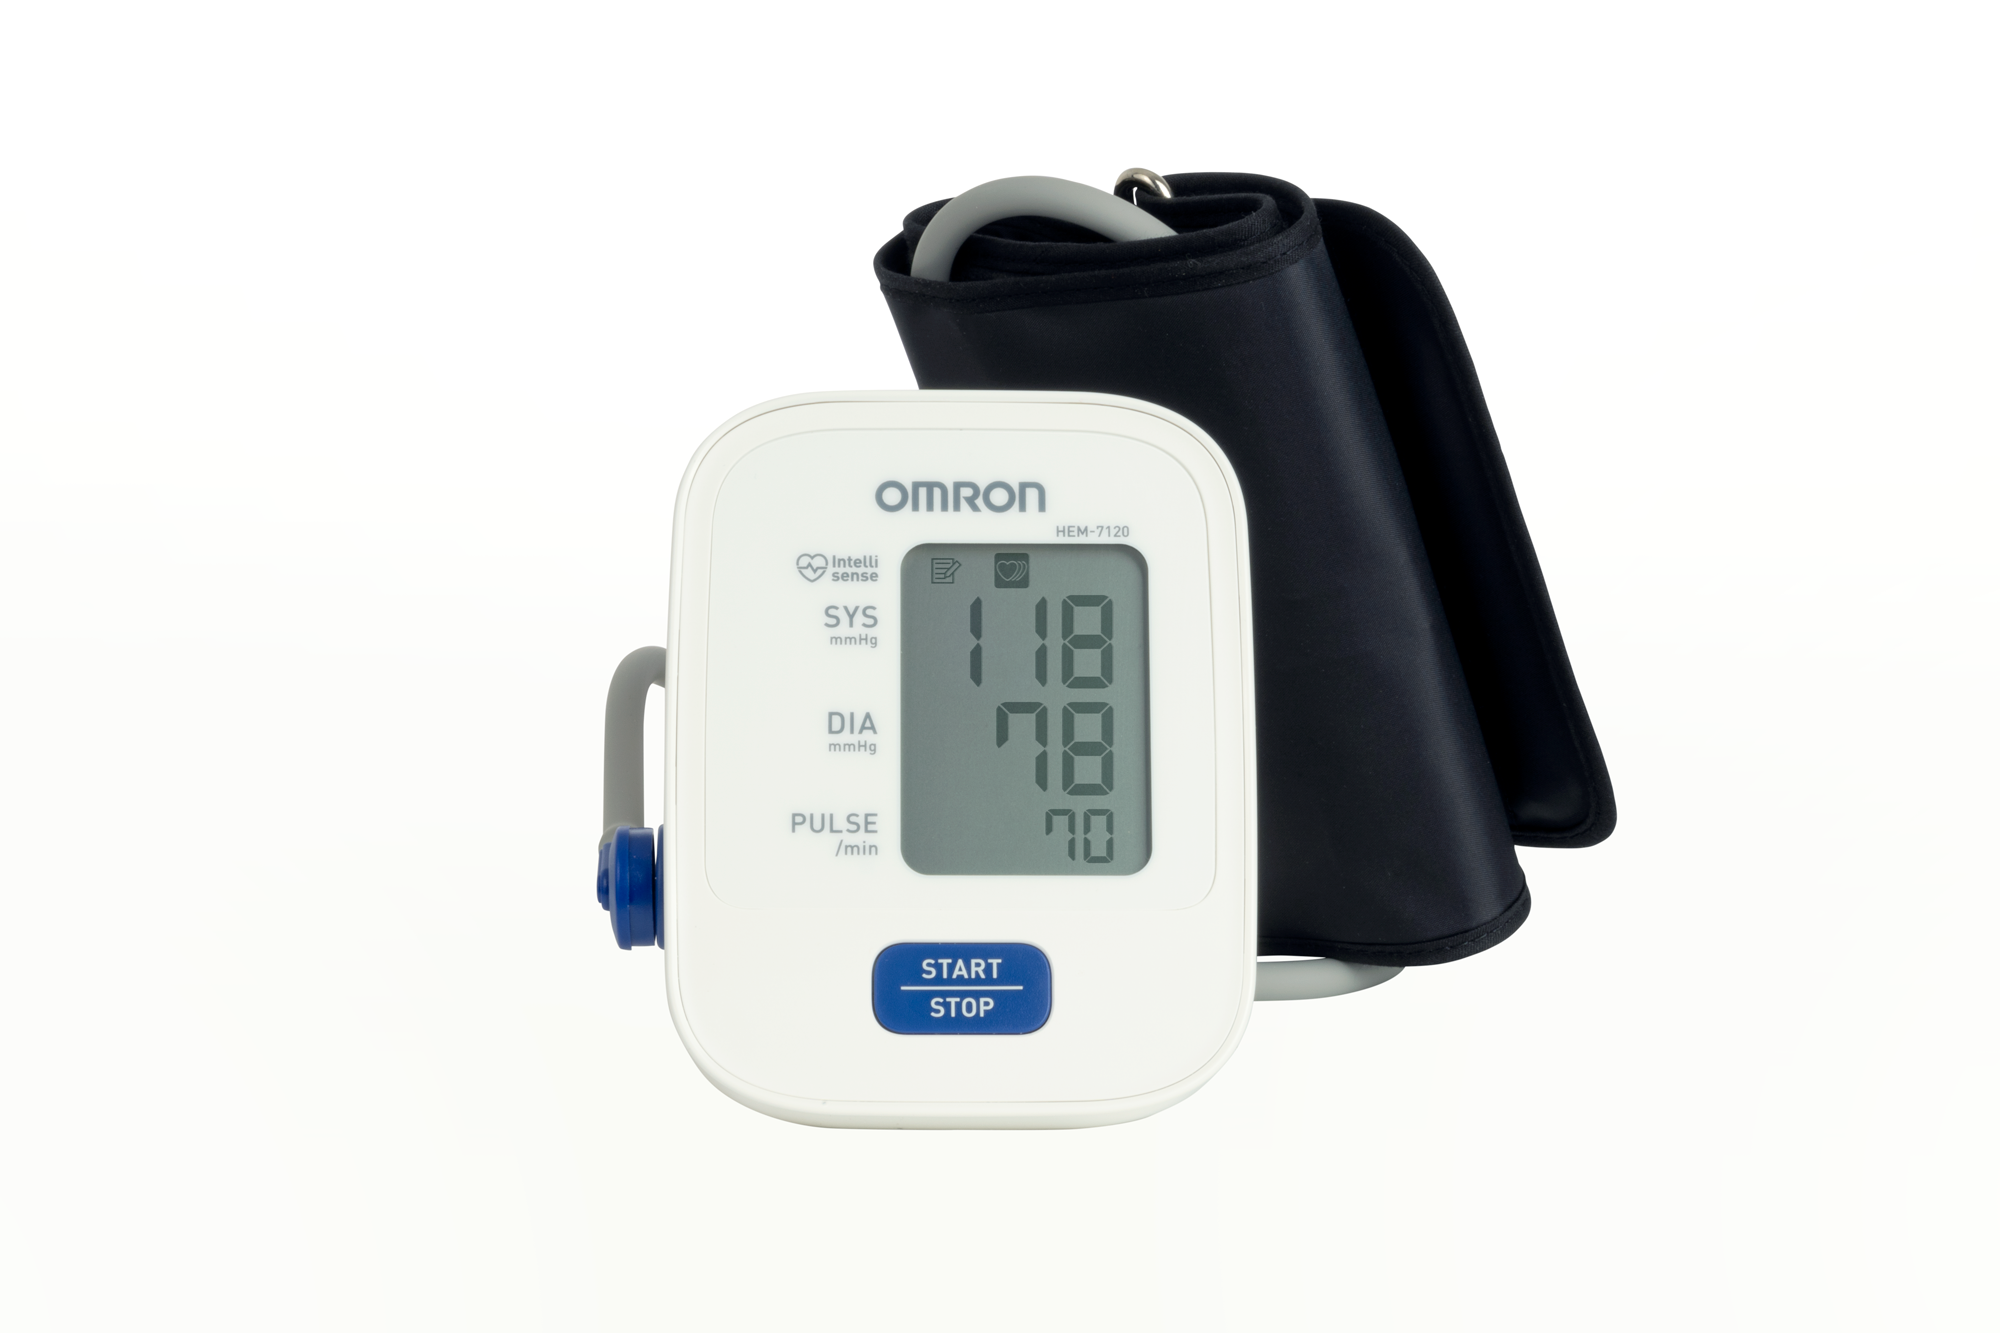 OMRON
HEM-7120
Intelli
sense
SYS
mmHg
118
DIA
mmHg
78
PULSE
/min
70
START
STOP